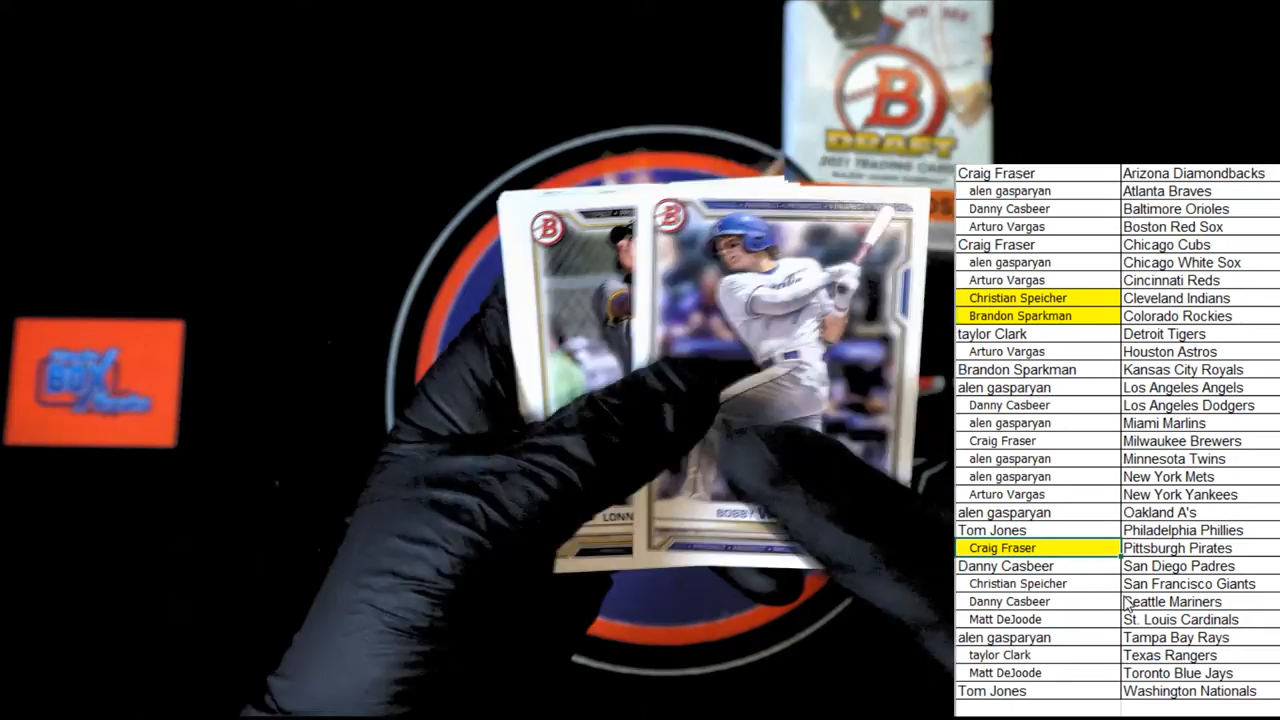 B
DRAFT
2021 TRADING CARDS
B
B
LONN
BOBBY
Craig Fraser Arizona Diamondbacks
alen gasparyan Atlanta Braves
Danny Casbeer Baltimore Orioles
Arturo Vargas Boston Red Sox
Craig Fraser Chicago Cubs
alen gasparyan Chicago White Sox
Arturo Vargas Cincinnati Reds
Christian Speicher Cleveland Indians
Brandon Sparkman Colorado Rockies
taylor Clark Detroit Tigers
Arturo Vargas Houston Astros
Brandon Sparkman Kansas City Royals
alen gasparyan Los Angeles Angels
Danny Casbeer Los Angeles Dodgers
alen gasparyan Miami Marlins
Craig Fraser Milwaukee Brewers
alen gasparyan Minnesota Twins
alen gasparyan New York Mets
Arturo Vargas New York Yankees
alen gasparyan Oakland A's
Tom Jones Philadelphia Phillies
Craig Fraser Pittsburgh Pirates
Danny Casbeer San Diego Padres
Christian Speicher San Francisco Giants
Danny Casbeer Seattle Mariners
Matt DeJoode St. Louis Cardinals
alen gasparyan Tampa Bay Rays
taylor Clark Texas Rangers
Matt DeJoode Toronto Blue Jays
Tom Jones Washington Nationals